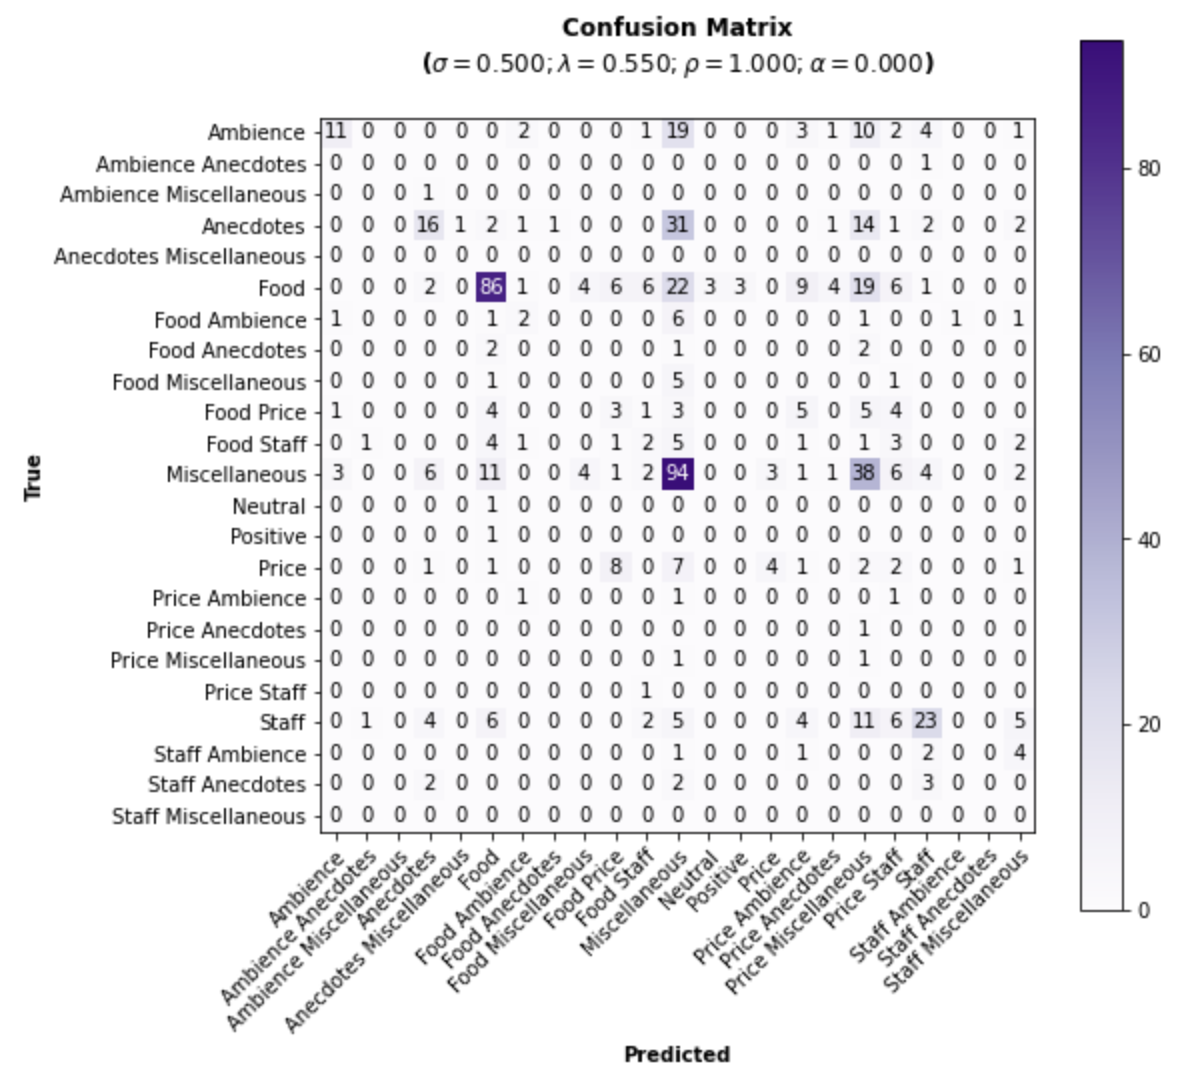 Confusion Matrix
(σ = 0.500; λ = 0.550; ρ = 1.000; α = 0.000)
Ambience 11 0 0 0 0 0 2 0 0 0 1 19 0 0 0 3 1 10 2 4 0 0 1
Ambience Anecdotes 0 0 0 0 0 0 0 0 0 0 0 0 0 0 0 0 0 0 0 1 0 0 0
Ambience Miscellaneous 0 0 0 1 0 0 0 0 0 0 0 0 0 0 0 0 0 0 0 0 0 0 0
Anecdotes 0 0 0 16 1 2 1 1 0 0 0 31 0 0 0 0 1 14 1 2 0 0 2
Anecdotes Miscellaneous 0 0 0 0 0 0 0 0 0 0 0 0 0 0 0 0 0 0 0 0 0 0 0
Food 0 0 0 2 0 86 1 0 4 6 6 22 3 3 0 9 4 19 6 1 0 0 0
Food Ambience 1 0 0 0 0 1 2 0 0 0 0 6 0 0 0 0 0 1 0 0 1 0 1
Food Anecdotes 0 0 0 0 0 2 0 0 0 0 0 1 0 0 0 0 0 2 0 0 0 0 0
Food Miscellaneous 0 0 0 0 0 1 0 0 0 0 0 5 0 0 0 0 0 0 1 0 0 0 0
Food Price 1 0 0 0 0 4 0 0 0 3 1 3 0 0 0 5 0 5 4 0 0 0 0
Food Staff 0 1 0 0 0 4 1 0 0 1 2 5 0 0 0 1 0 1 3 0 0 0 2
Miscellaneous 3 0 0 6 0 11 0 0 4 1 2 94 0 0 3 1 1 38 6 4 0 0 2
Neutral 0 0 0 0 0 1 0 0 0 0 0 0 0 0 0 0 0 0 0 0 0 0 0
Positive 0 0 0 0 0 1 0 0 0 0 0 0 0 0 0 0 0 0 0 0 0 0 0
Price 0 0 0 1 0 1 0 0 0 8 0 7 0 0 4 1 0 2 2 0 0 0 1
Price Ambience 0 0 0 0 0 0 1 0 0 0 0 1 0 0 0 0 0 0 1 0 0 0 0
Price Anecdotes 0 0 0 0 0 0 0 0 0 0 0 0 0 0 0 0 0 1 0 0 0 0 0
Price Miscellaneous 0 0 0 0 0 0 0 0 0 0 0 1 0 0 0 0 0 1 0 0 0 0 0
Price Staff 0 0 0 0 0 0 0 0 0 0 1 0 0 0 0 0 0 0 0 0 0 0 0
Staff 0 1 0 4 0 6 0 0 0 0 2 5 0 0 0 4 0 11 6 23 0 0 5
Staff Ambience 0 0 0 0 0 0 0 0 0 0 0 1 0 0 0 1 0 0 0 2 0 0 4
Staff Anecdotes 0 0 0 2 0 0 0 0 0 0 0 2 0 0 0 0 0 0 0 3 0 0 0
Staff Miscellaneous 0 0 0 0 0 0 0 0 0 0 0 0 0 0 0 0 0 0 0 0 0 0 0
True
Ambience
Ambience Anecdotes
Ambience Miscellaneous
Anecdotes
Anecdotes Miscellaneous
Food
Food Ambience
Food Anecdotes
Food Miscellaneous
Food Price
Food Staff
Miscellaneous
Neutral
Positive
Price
Price Ambience
Price Anecdotes
Price Miscellaneous
Price Staff
Staff
Staff Ambience
Staff Anecdotes
Staff Miscellaneous
Predicted
80
60
40
20
0